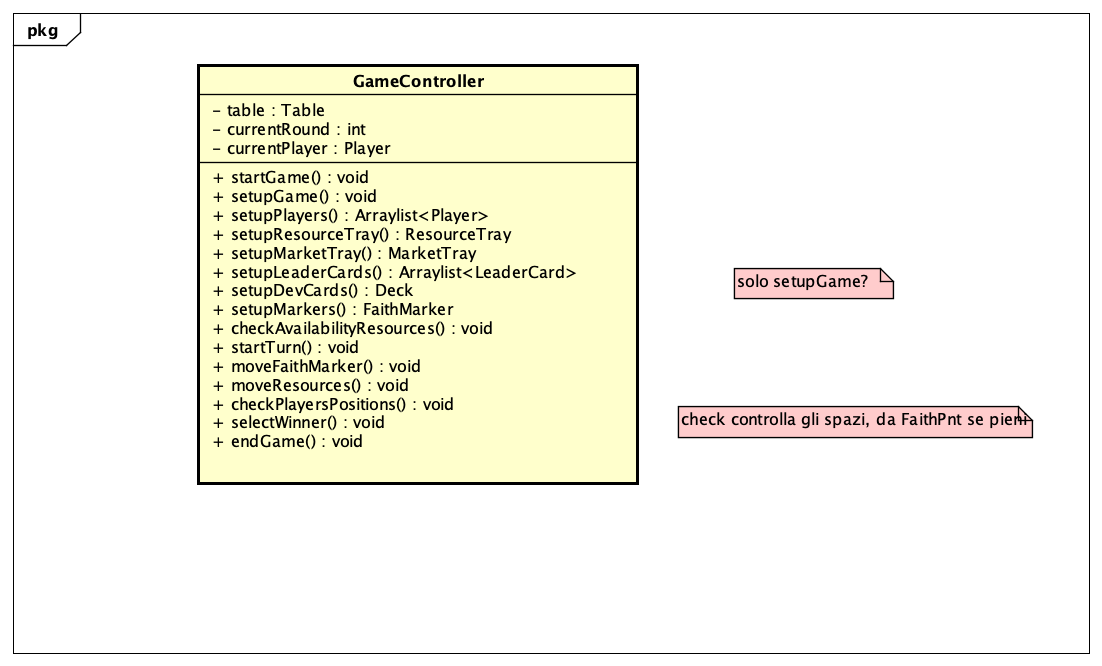 pkg
GameController
- table : Table
- currentRound : int
- currentPlayer : Player
+ startGame() : void
+ setupGame() : void
+ setupPlayers() : Arraylist<Player>
+ setupResourceTray() : ResourceTray
+ setupMarketTray() : MarketTray
+ setupLeaderCards() : Arraylist<LeaderCard>
+ setupDevCards() : Deck
+ setupMarkers() : FaithMarker
+ checkAvailabilityResources() : void
+ startTurn() : void
+ moveFaithMarker() : void
+ moveResources() : void
+ checkPlayersPositions() : void
+ selectWinner() : void
+ endGame() : void
solo setupGame?
check controlla gli spazi, da FaithPnt se pieni